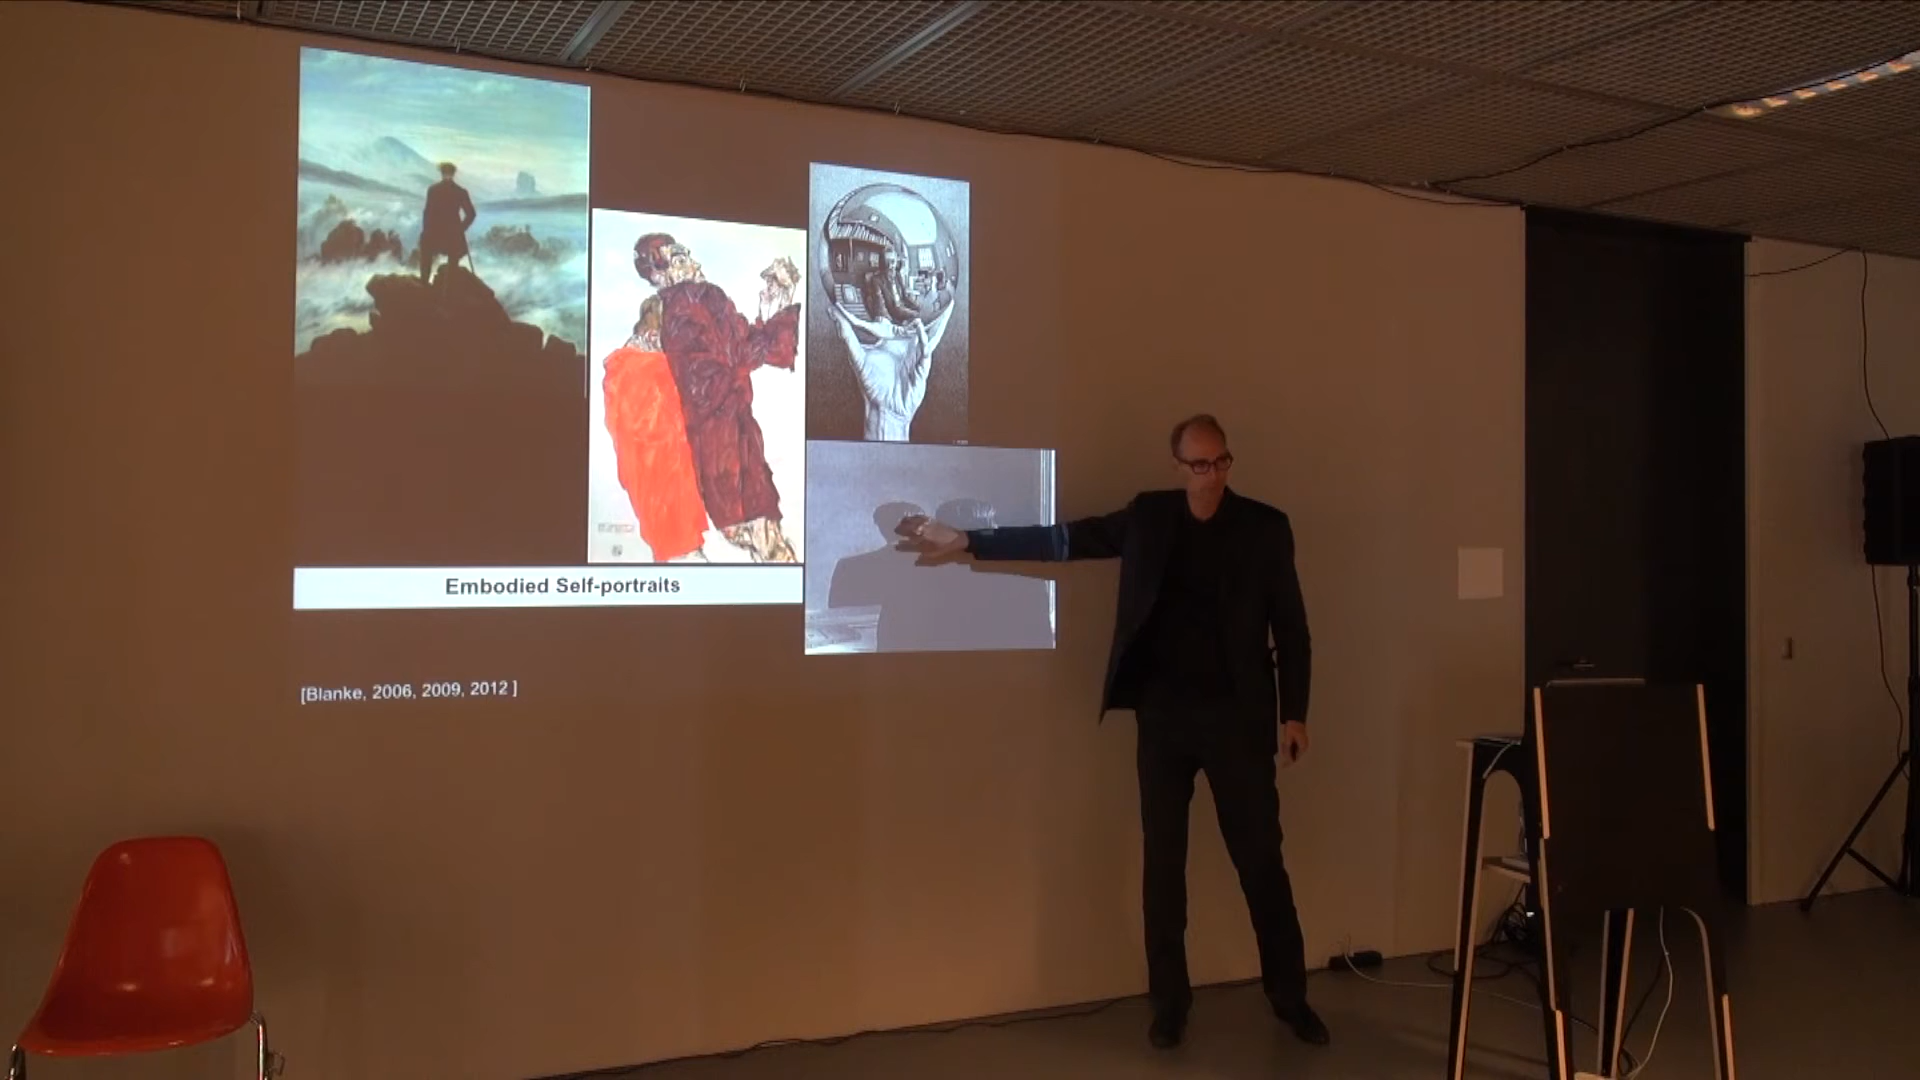 Embodied Self-portraits
[Blanke, 2006, 2009, 2012 ]